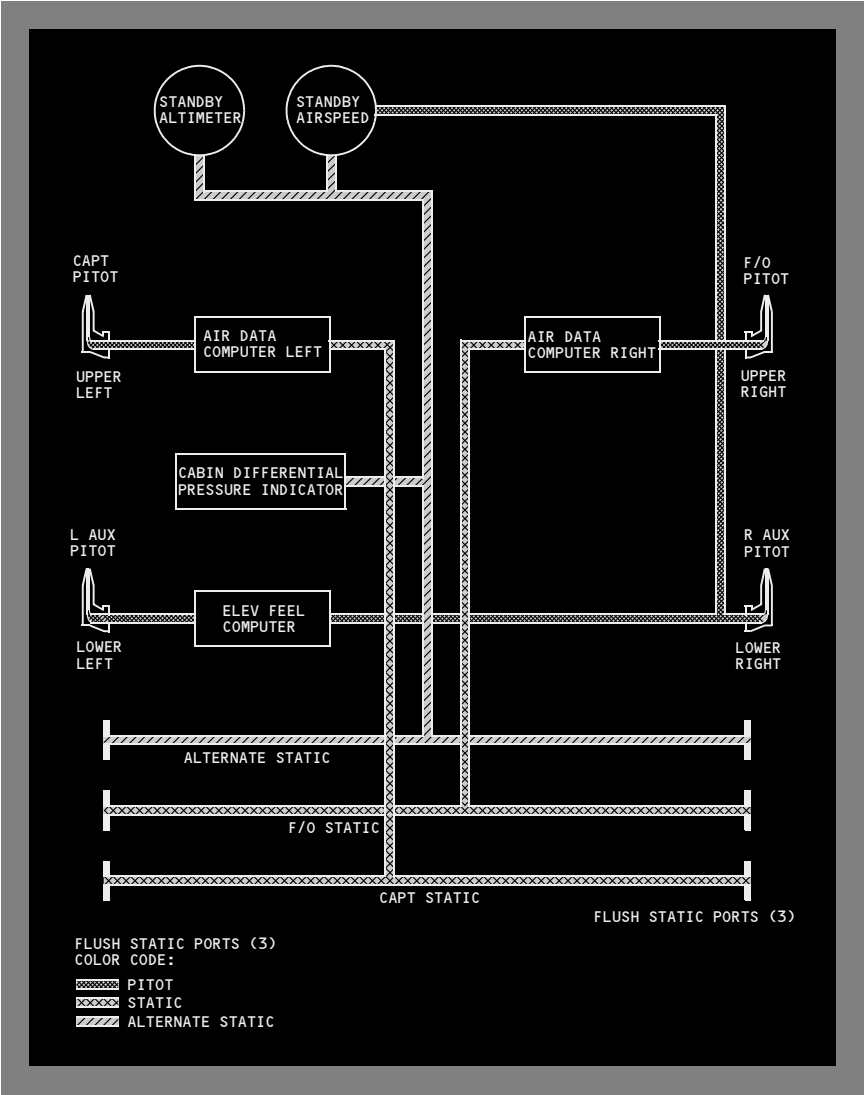 STANDBY
ALTIMETER
STANDBY
AIRSPEED
CAPT
PITOT
F/O
PITOT
AIR DATA
COMPUTER LEFT
AIR DATA
COMPUTER RIGHT
UPPER
LEFT
UPPER
RIGHT
CABIN DIFFERENTIAL
PRESSURE INDICATOR
L AUX
PITOT
R AUX
PITOT
ELEV FEEL
COMPUTER
LOWER
LEFT
LOWER
RIGHT
ALTERNATE STATIC
F/O STATIC
CAPT STATIC
FLUSH STATIC PORTS (3)
FLUSH STATIC PORTS (3)
COLOR CODE:
PITOT
STATIC
ALTERNATE STATIC